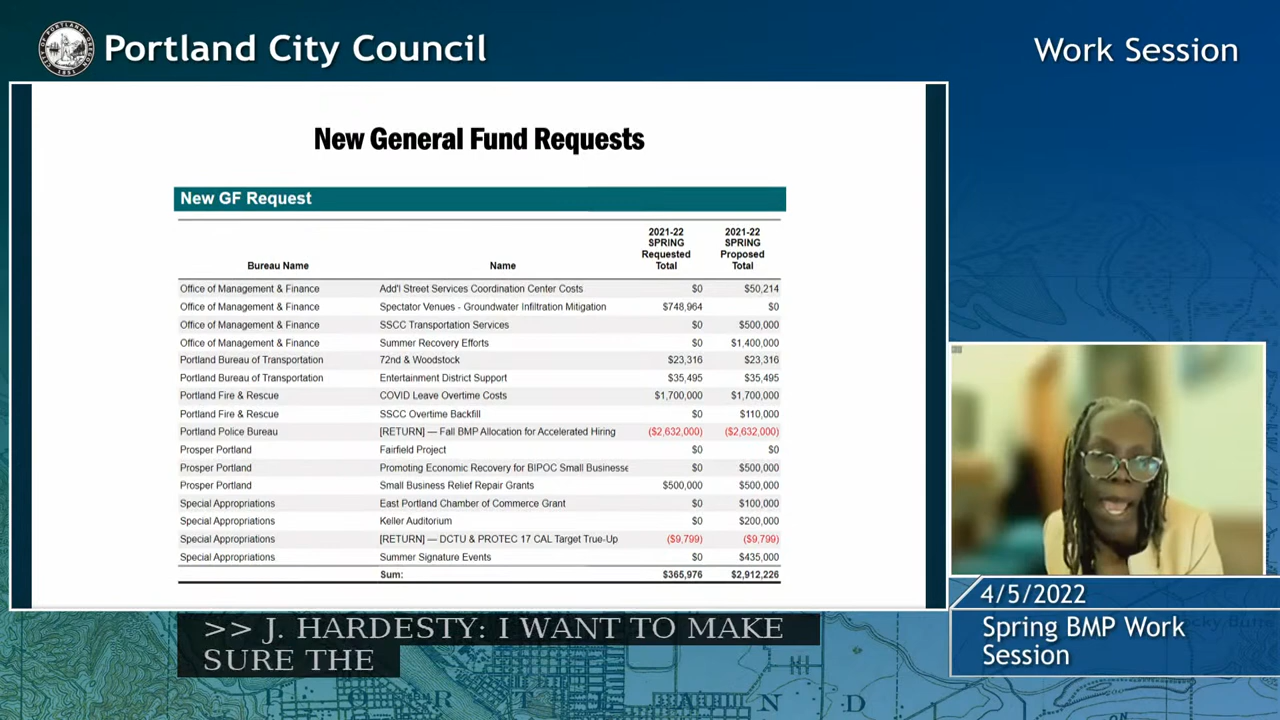 Portland City Council
Work Session
New General Fund Requests
New GF Request
2021-22 SPRING Requested Total
2021-22 SPRING Proposed Total
Bureau Name Name
Office of Management & Finance Add'l Street Services Coordination Center Costs $0 $50,214
Office of Management & Finance Spectator Venues - Groundwater Infiltration Mitigation $748,964 $0
Office of Management & Finance SSCC Transportation Services $0 $500,000
Office of Management & Finance Summer Recovery Efforts $0 $1,400,000
Portland Bureau of Transportation 72nd & Woodstock $23,316 $23,316
Portland Bureau of Transportation Entertainment District Support $35,495 $35,495
Portland Fire & Rescue COVID Leave Overtime Costs $1,700,000 $1,700,000
Portland Fire & Rescue SSCC Overtime Backfill $0 $110,000
Portland Police Bureau [RETURN] — Fall BMP Allocation for Accelerated Hiring ($2,632,000) ($2,632,000)
Prosper Portland Fairfield Project $0 $0
Prosper Portland Promoting Economic Recovery for BIPOC Small Businesse $0 $500,000
Prosper Portland Small Business Relief Repair Grants $500,000 $500,000
Special Appropriations East Portland Chamber of Commerce Grant $0 $100,000
Special Appropriations Keller Auditorium $0 $200,000
Special Appropriations [RETURN] — DCTU & PROTEC 17 CAL Target True-Up ($9,799) ($9,799)
Special Appropriations Summer Signature Events $0 $435,000
Sum: $365,976 $2,912,226
4/5/2022
Spring BMP Work
Session
>> J. HARDESTY: I WANT TO MAKE
SURE THE